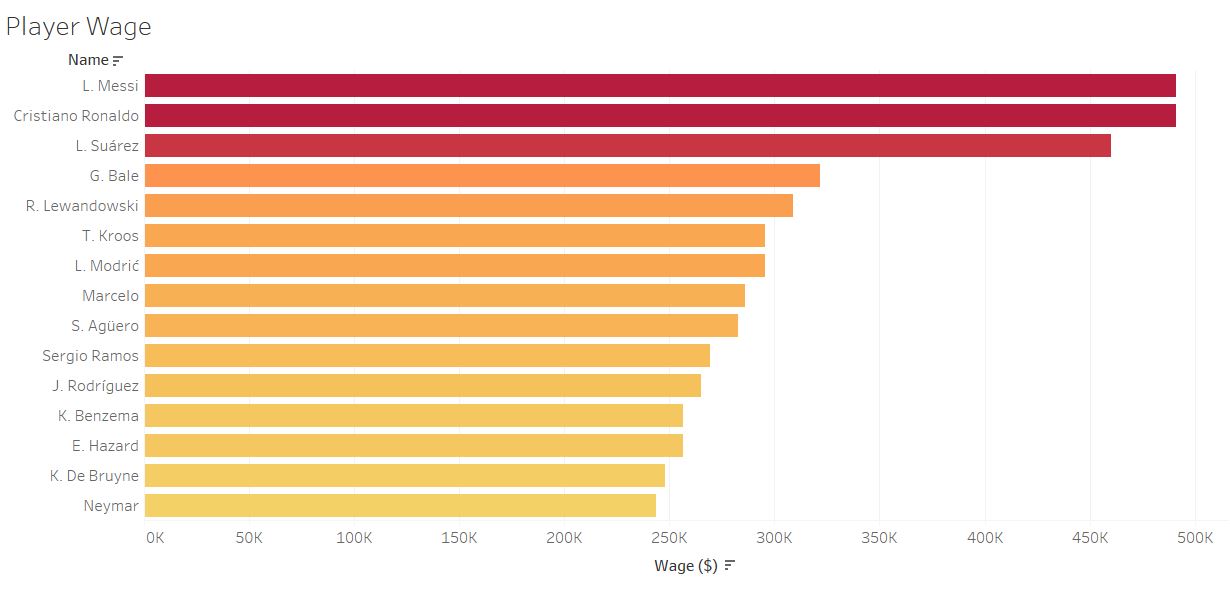 Player Wage
Name
L. Messi
Cristiano Ronaldo
L. Suárez
G. Bale
R. Lewandowski
T. Kroos
L. Modrić
Marcelo
S. Agüero
Sergio Ramos
J. Rodríguez
K. Benzema
E. Hazard
K. De Bruyne
Neymar
0K 50K 100K 150K 200K 250K 300K 350K 400K 450K 500K
Wage ($)